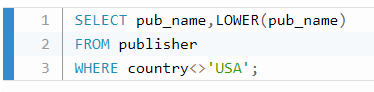 1 SELECT pub_name,LOWER(pub_name)
2 FROM publisher
3 WHERE country<>'USA';